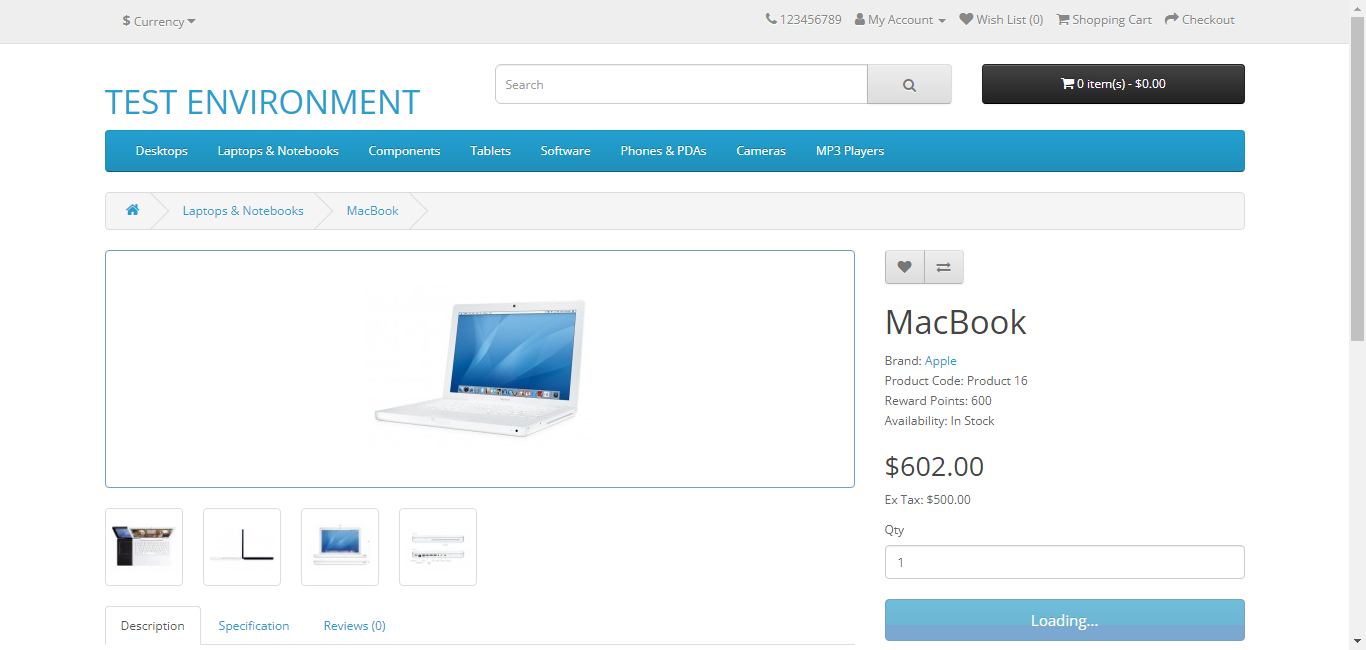 $ Currency
123456789 My Account Wish List (0) Shopping Cart Checkout
TEST ENVIRONMENT
Search
0 item(s) - $0.00
Desktops Laptops & Notebooks Components Tablets Software Phones & PDAs Cameras MP3 Players
Laptops & Notebooks MacBook
MacBook
Brand: Apple
Product Code: Product 16
Reward Points: 600
Availability: In Stock
$602.00
Ex Tax: $500.00
Qty
1
Loading...
Description Specification Reviews (0)